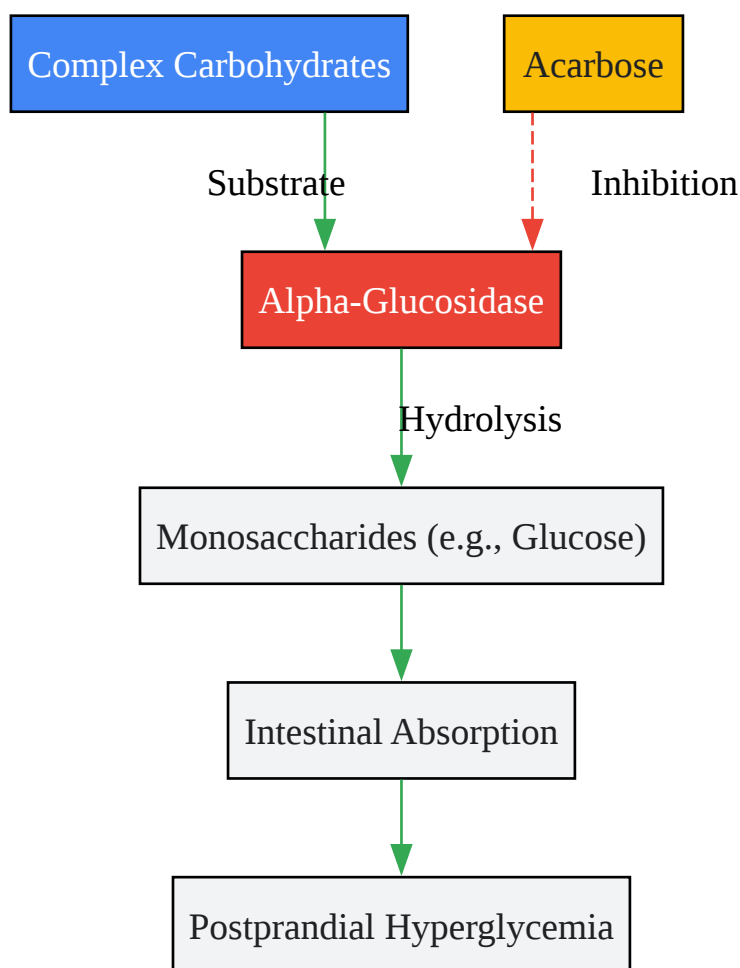 Complex Carbohydrates
Acarbose
Substrate
Inhibition
Alpha-Glucosidase
Hydrolysis
Monosaccharides (e.g., Glucose)
Intestinal Absorption
Postprandial Hyperglycemia